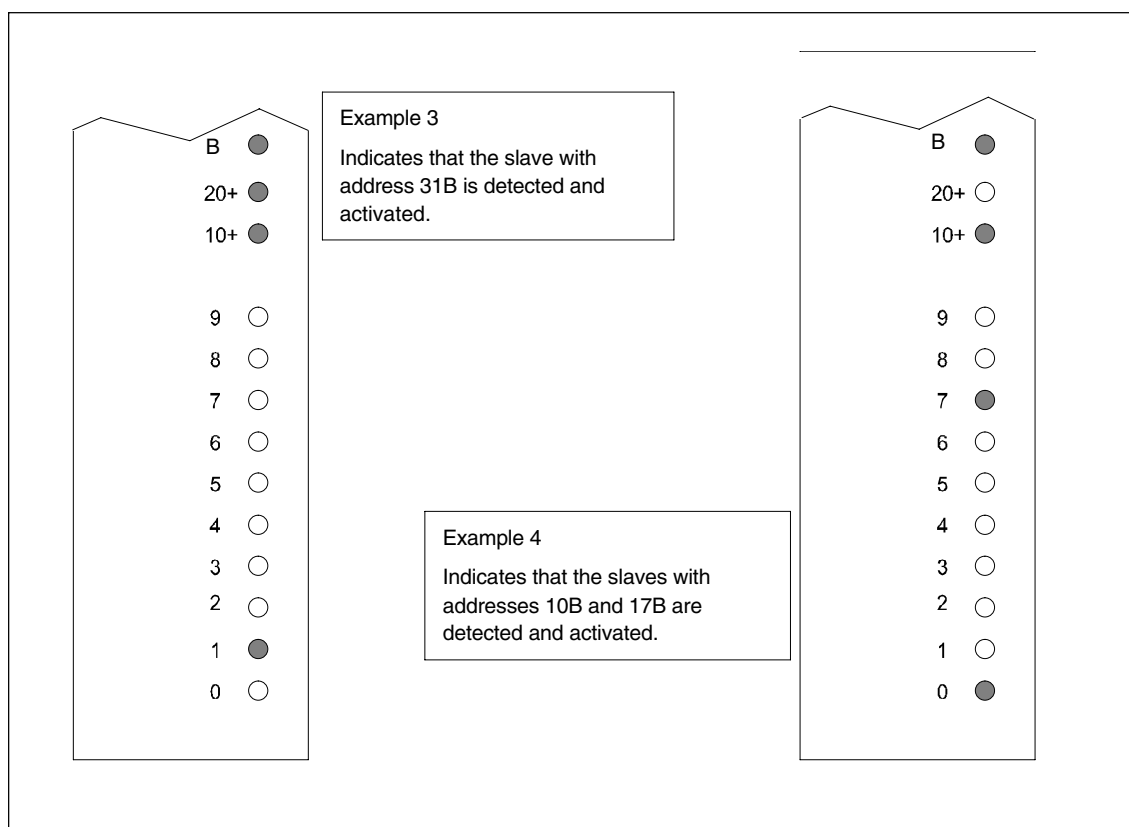 B
20+
10+
9
8
7
6
5
4
3
2
1
0
Example 3
Indicates that the slave with
address 31B is detected and
activated.
Example 4
Indicates that the slaves with
addresses 10B and 17B are
detected and activated.
B
20+
10+
9
8
7
6
5
4
3
2
1
0